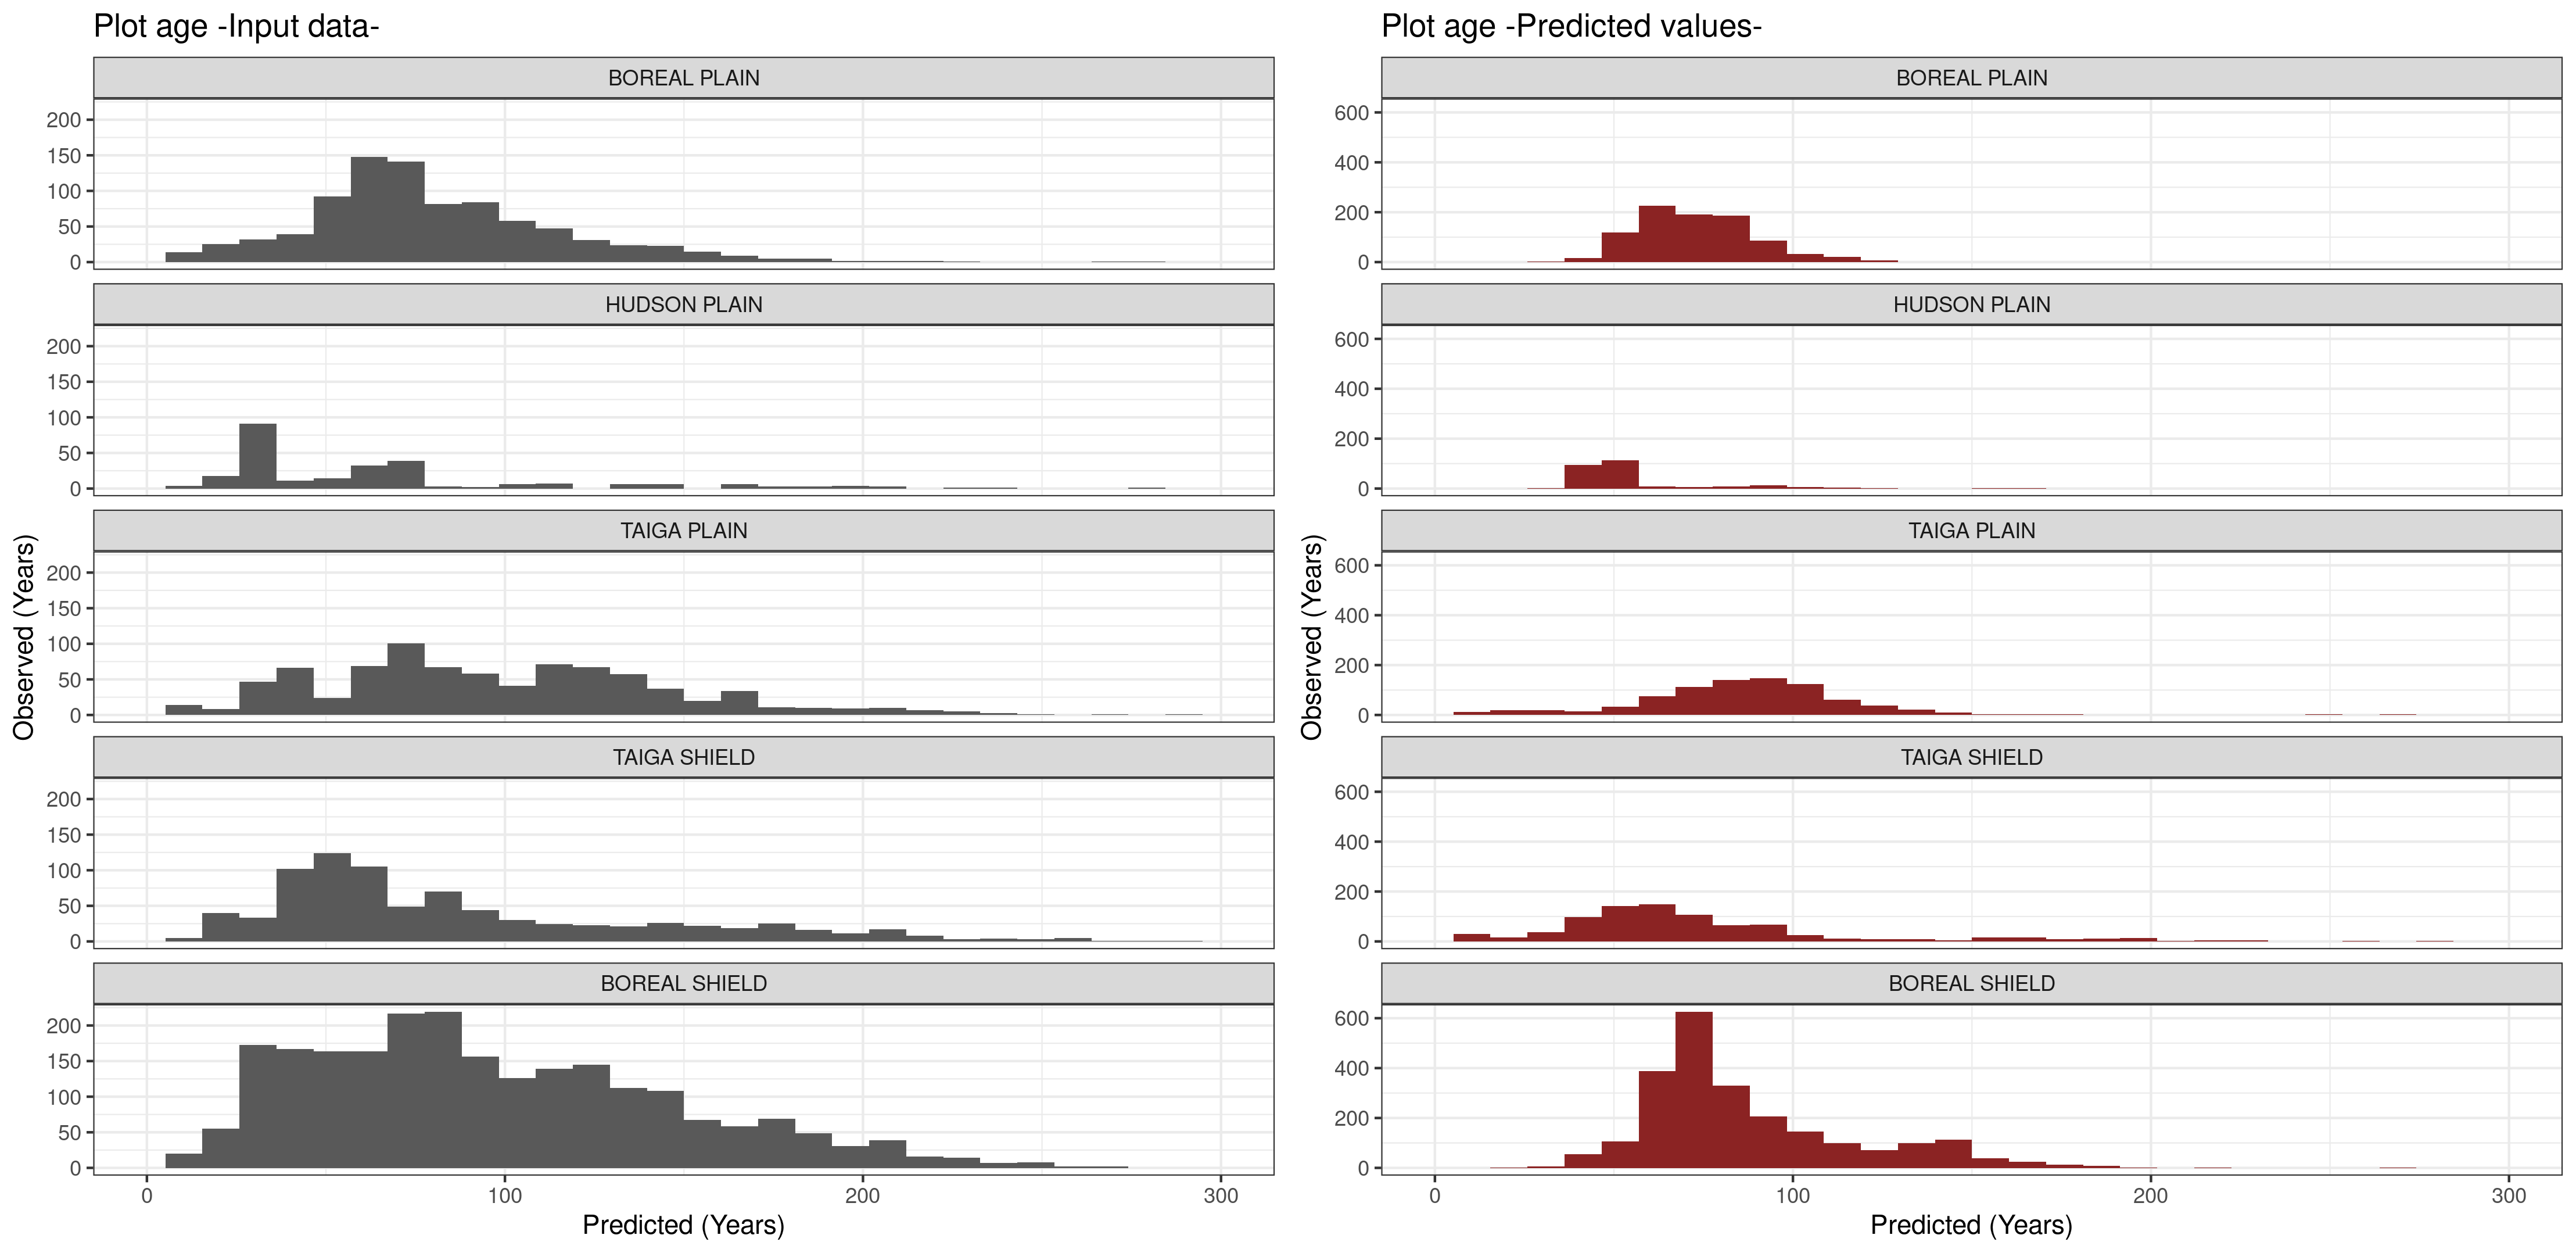 Plot age -Input data-
BOREAL PLAIN
200
150
100
50
0
HUDSON PLAIN
200
150
100
50
0
TAIGA PLAIN
200
150
100
50
0
TAIGA SHIELD
200
150
100
50
0
BOREAL SHIELD
200
150
100
50
0
0 100 200 300
Observed (Years)
Predicted (Years)
Plot age -Predicted values-
BOREAL PLAIN
600
400
200
0
HUDSON PLAIN
600
400
200
0
TAIGA PLAIN
600
400
200
0
TAIGA SHIELD
600
400
200
0
BOREAL SHIELD
600
400
200
0
0 100 200 300
Observed (Years)
Predicted (Years)